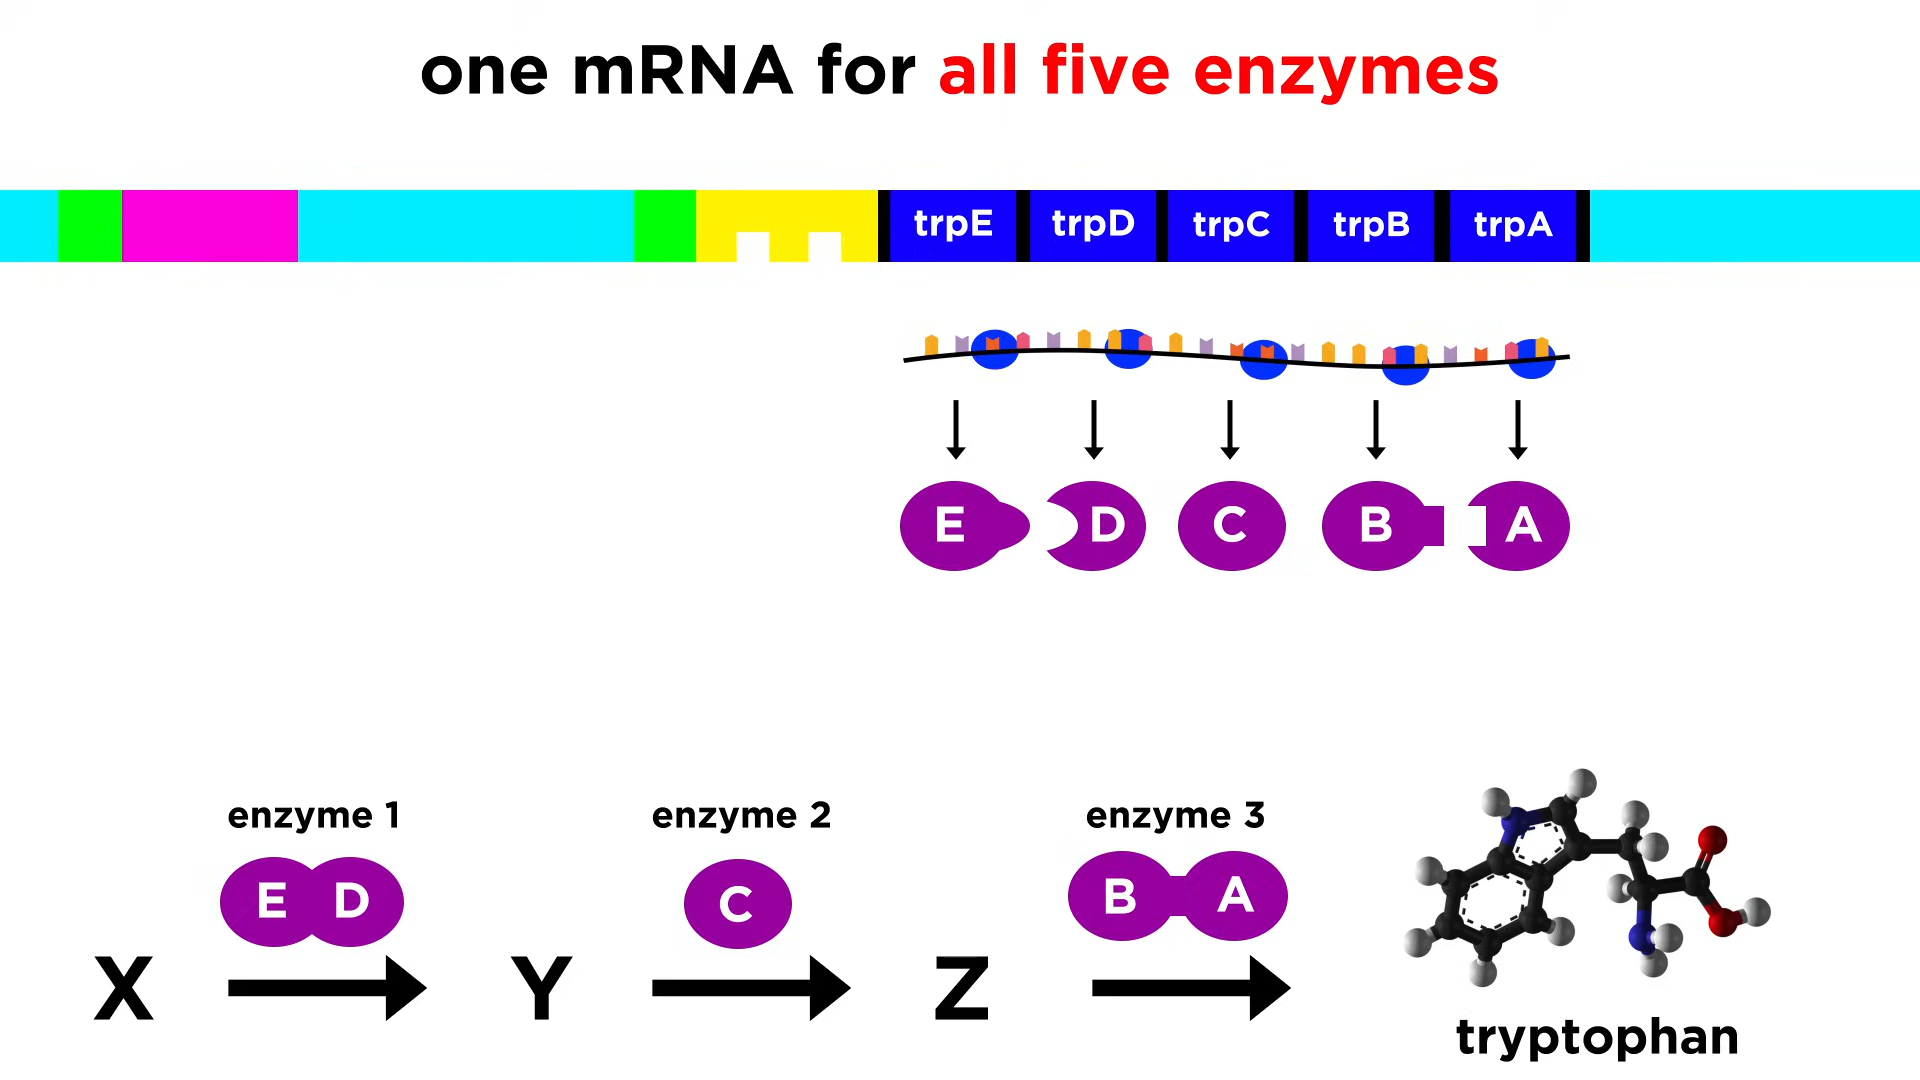 one mRNA for all five enzymes
trpE trpD trpC trpB trpA
E D C B A
enzyme 1 enzyme 2 enzyme 3
E D C B A
X Y Z
tryptophan